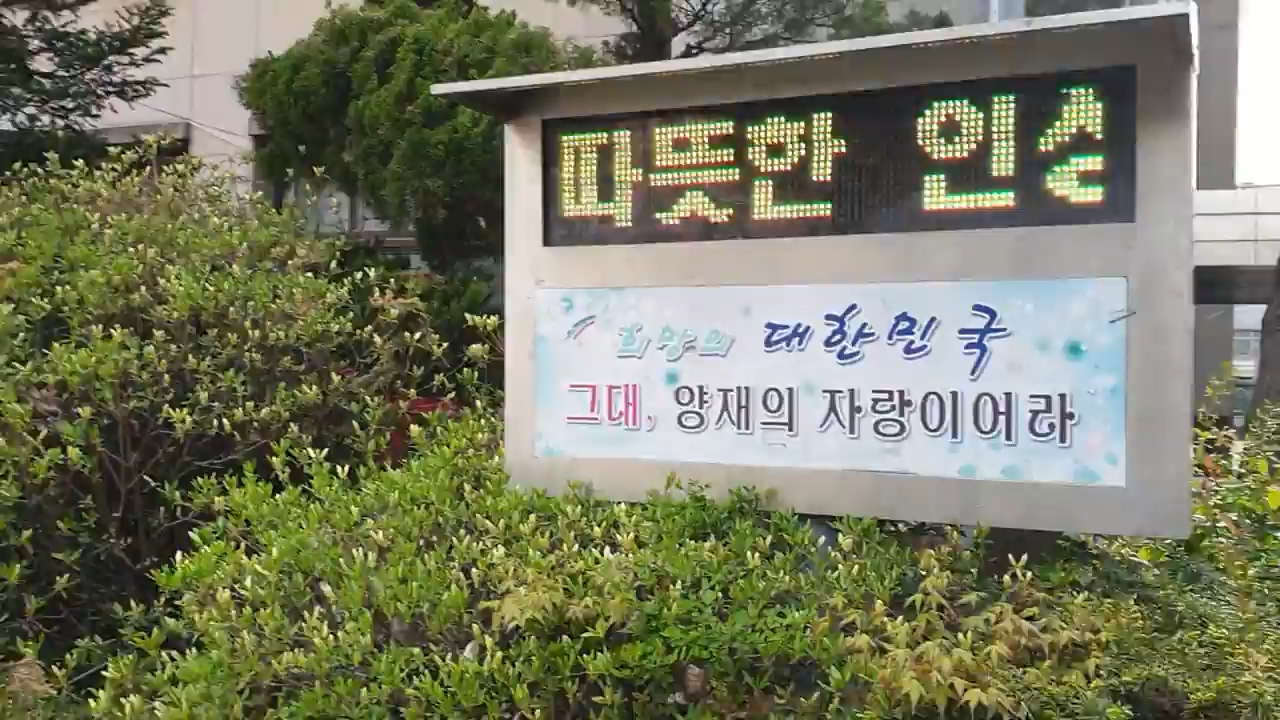 따뜻한 인
희망의 대한민국
그대, 양재의 자랑이어라